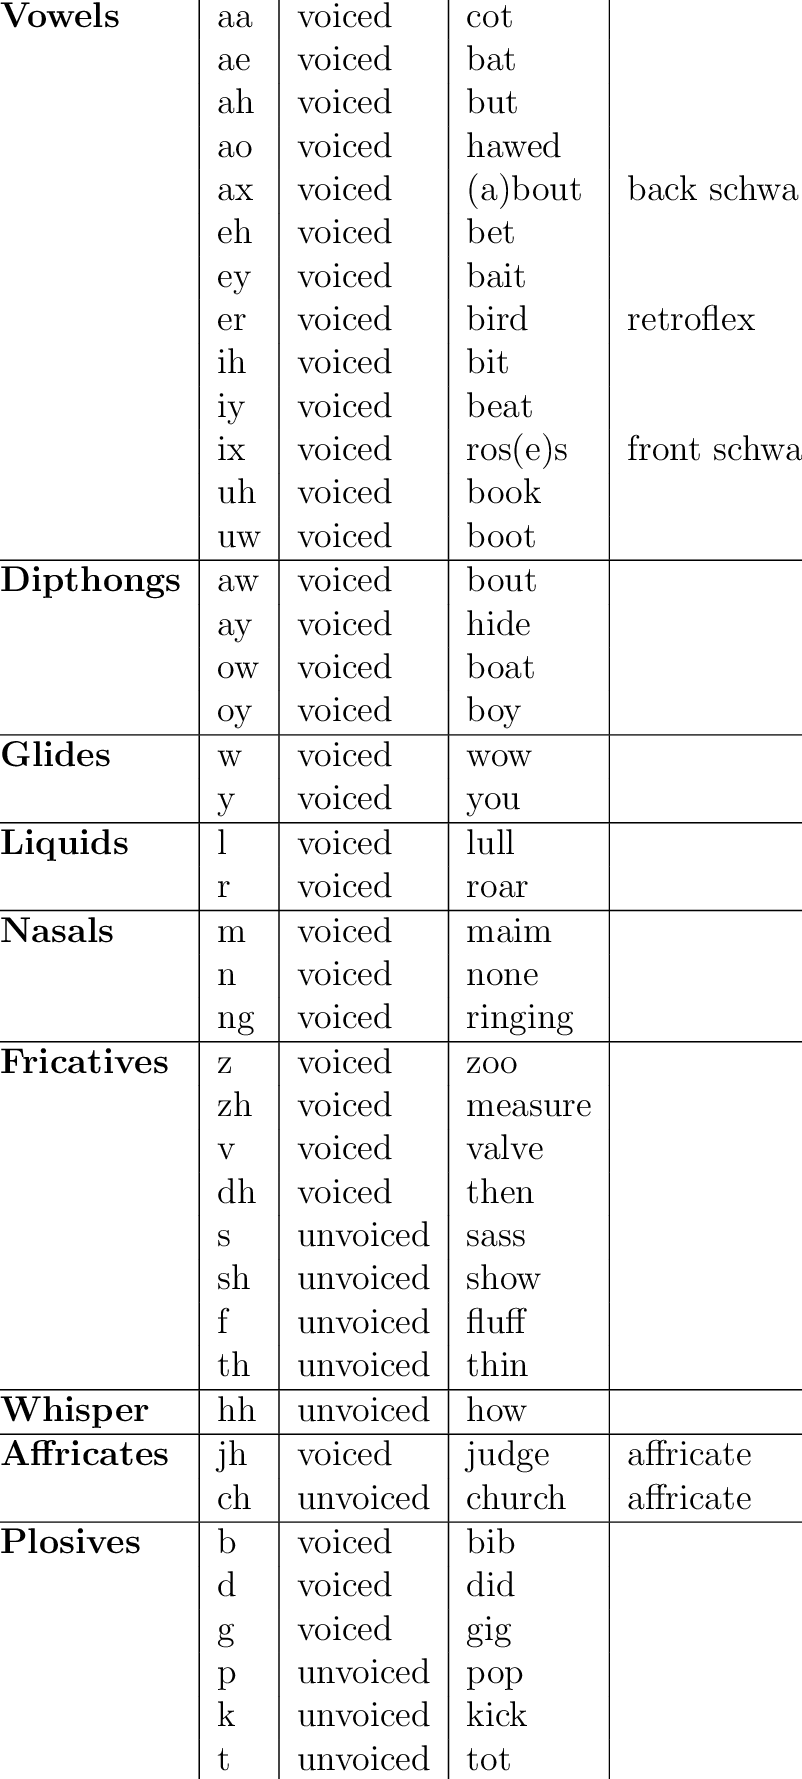 Vowels aa voiced cot
ae voiced bat
ah voiced but
ao voiced hawed
ax voiced (a)bout back schwa
eh voiced bet
ey voiced bait
er voiced bird retroflex
ih voiced bit
iy voiced beat
ix voiced ros(e)s front schwa
uh voiced book
uw voiced boot
Dipthongs aw voiced bout
ay voiced hide
ow voiced boat
oy voiced boy
Glides w voiced wow
y voiced you
Liquids l voiced lull
r voiced roar
Nasals m voiced maim
n voiced none
ng voiced ringing
Fricatives z voiced zoo
zh voiced measure
v voiced valve
dh voiced then
s unvoiced sass
sh unvoiced show
f unvoiced fluff
th unvoiced thin
Whisper hh unvoiced how
Affricates jh voiced judge affricate
ch unvoiced church affricate
Plosives b voiced bib
d voiced did
g voiced gig
p unvoiced pop
k unvoiced kick
t unvoiced tot